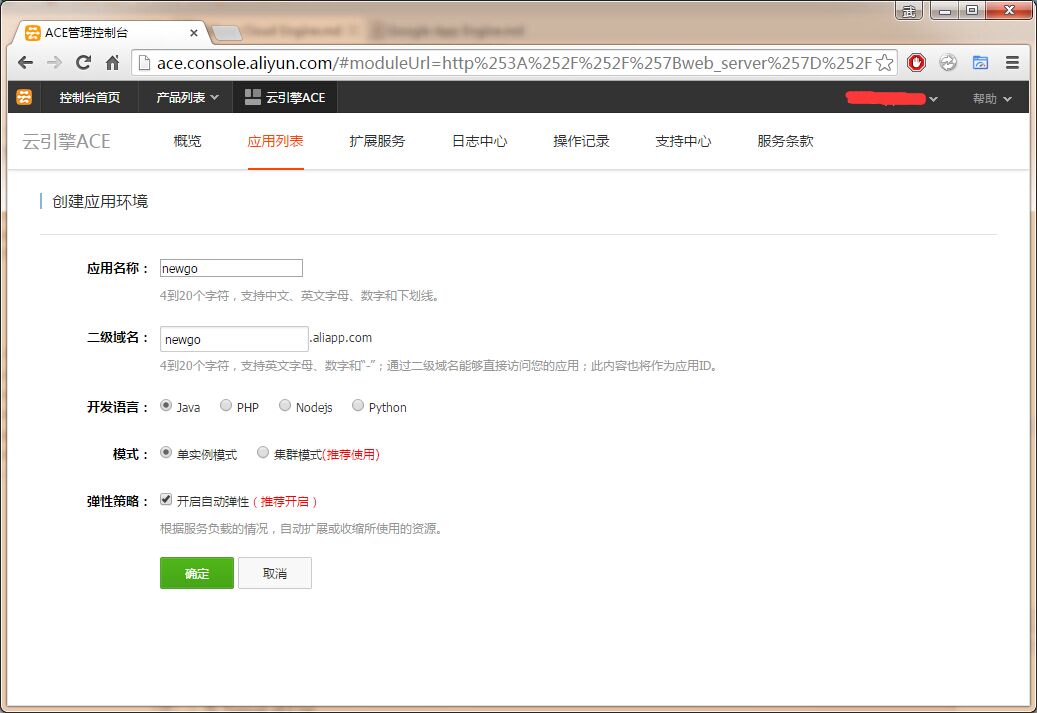 武
ACE管理控制台
ace.console.aliyun.com/#moduleUrl=http%253A%252F%252F%257Bweb_server%257D%252F
控制台首页 产品列表 云引擎ACE 帮助
云引擎ACE 概览 应用列表 扩展服务 日志中心 操作记录 支持中心 服务条款
创建应用环境
应用名称： newgo
4到20个字符，支持中文、英文字母、数字和下划线。
二级域名： newgo .aliapp.com
4到20个字符，支持英文字母、数字和“-”；通过二级域名能够直接访问您的应用；此内容也将作为应用ID。
开发语言： Java PHP Nodejs Python
模式： 单实例模式 集群模式(推荐使用)
弹性策略： 开启自动弹性（推荐开启）
根据服务负载的情况，自动扩展或收缩所使用的资源。
确定 取消